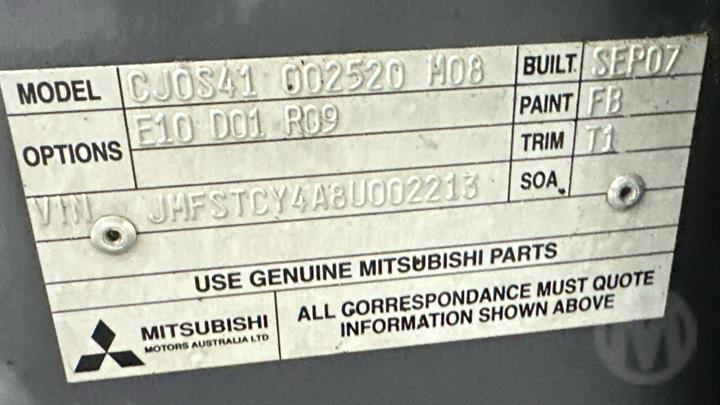 MODEL CJ0S41 002520 M08 BUILT. SEP07
OPTIONS E10 D01 R09 PAINT FB
TRIM T1
VIN JMFSTCY4A8U002213 SOA.
USE GENUINE MITSUBISHI PARTS
MITSUBISHI
MOTORS AUSTRALIA LTD
ALL CORRESPONDANCE MUST QUOTE
INFORMATION SHOWN ABOVE